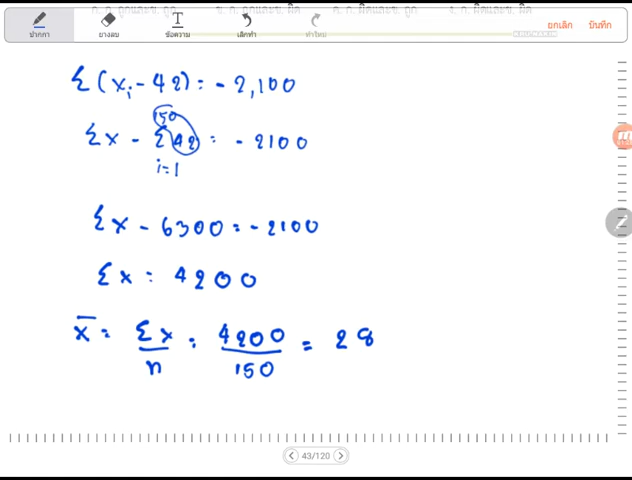 ปากกา
ยางลบ
ข้อความ
เลิกทำ
ทำใหม่
ยกเลิก
บันทึก
Σ(xᵢ - 42) = -2,100
150
Σx - Σ42 = -2100
i=1
Σx - 6300 = -2100
Σx = 4200
x̄ = Σx/n = 4200/150 = 28
43/120